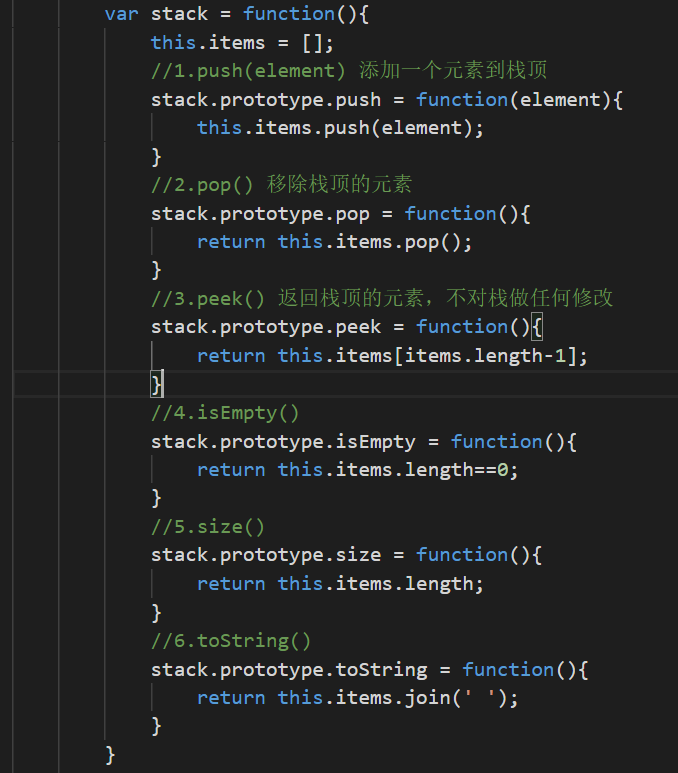 var stack = function(){
this.items = [];
//1.push(element) 添加一个元素到栈顶
stack.prototype.push = function(element){
this.items.push(element);
}
//2.pop() 移除栈顶的元素
stack.prototype.pop = function(){
return this.items.pop();
}
//3.peek() 返回栈顶的元素，不对栈做任何修改
stack.prototype.peek = function(){
return this.items[items.length-1];
}
//4.isEmpty()
stack.prototype.isEmpty = function(){
return this.items.length==0;
}
//5.size()
stack.prototype.size = function(){
return this.items.length;
}
//6.toString()
stack.prototype.toString = function(){
return this.items.join(' ');
}
}